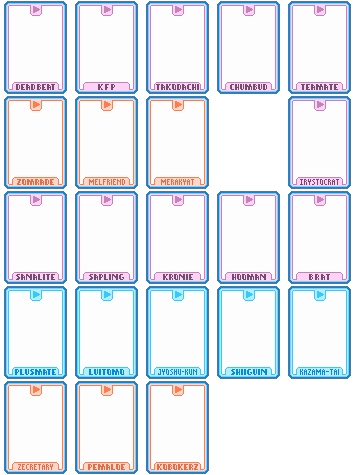 DEADBEAT KFP TAKODACHI CHUMBUD TEAMATE
ZOMRADE MELFRIEND MERAKYAT IRYSTOCRAT
SANALITE SAPLING KRONIE HOOMAN BRAT
PLUSMATE LUITOMO JYOSHU-KUN SHIIGUIN KAZAMA-TAI
ZECRETARY PEMALOE KOBOKERZ